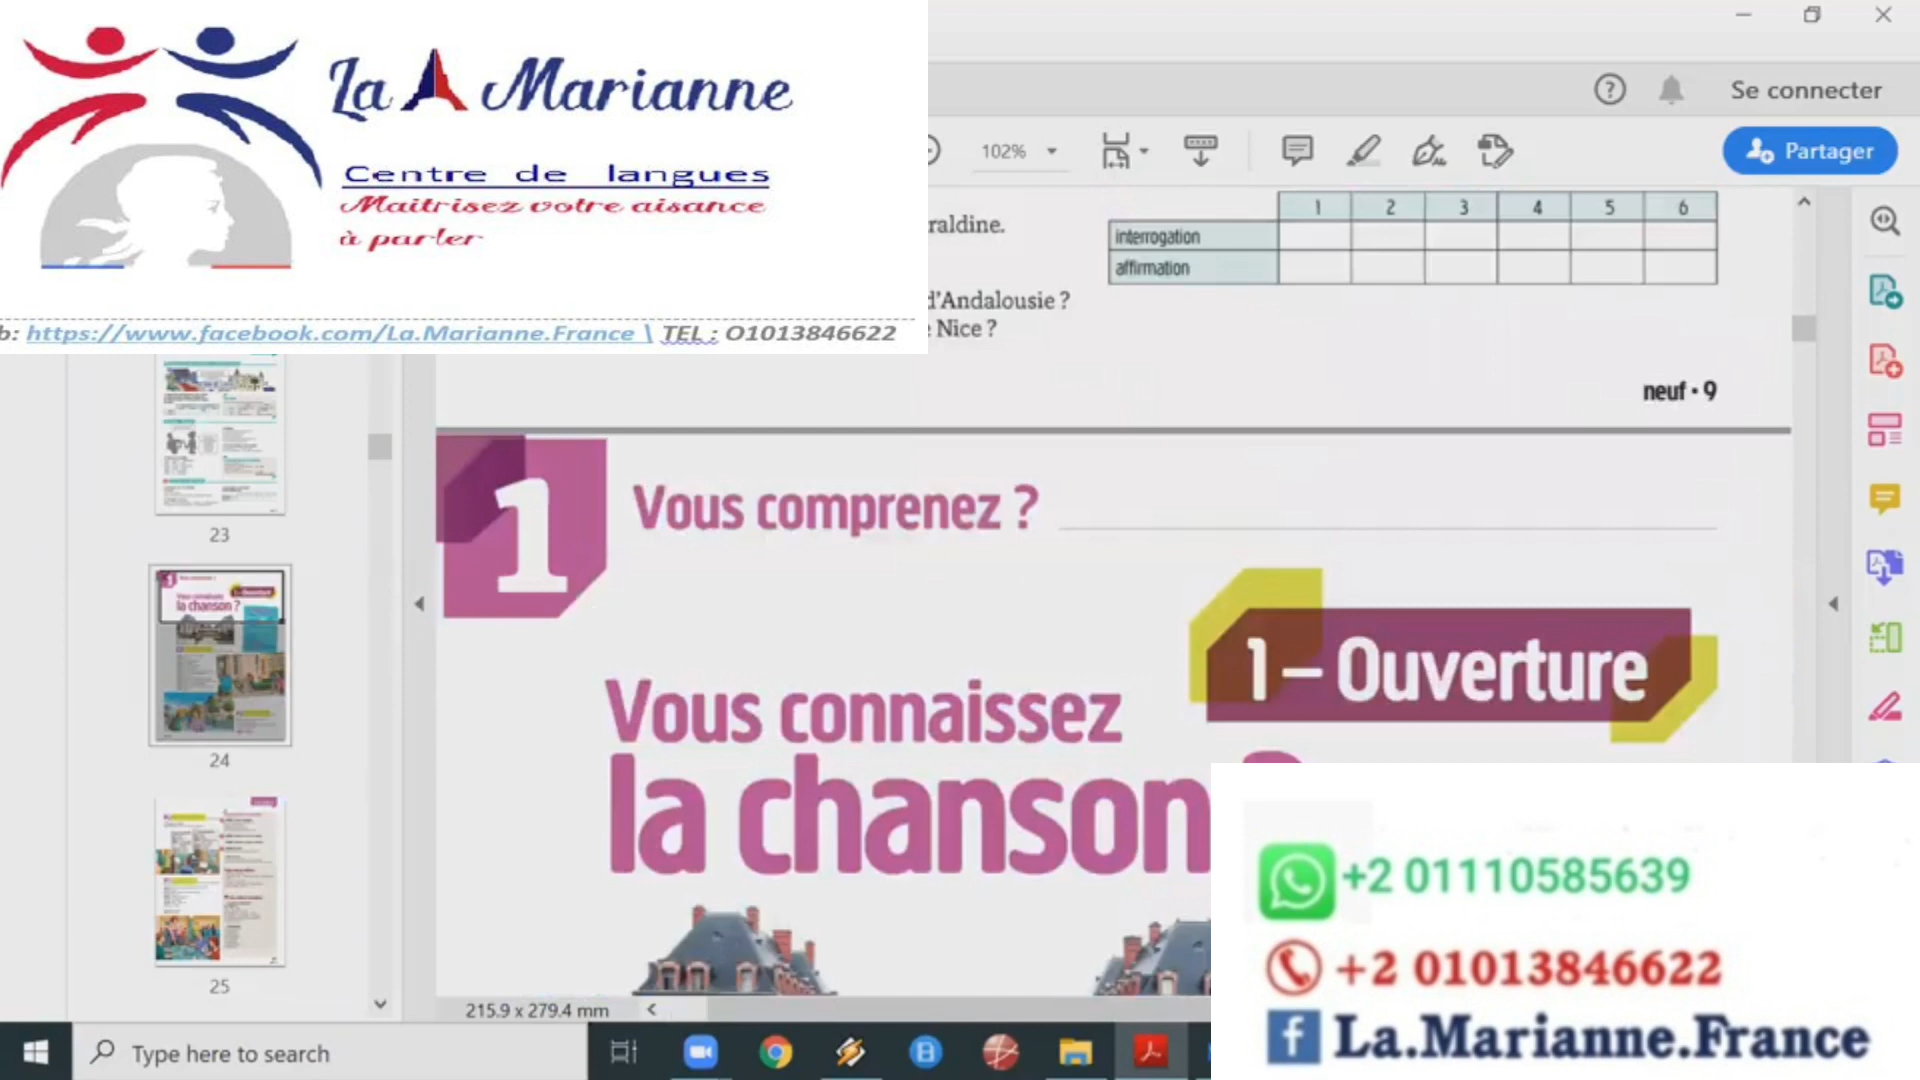 La Marianne
Centre de langues
Maitrisez votre aisance
à parler
b: https://www.facebook.com/La.Marianne.France \ TEL : O1013846622
Se connecter
102%
Partager
raldine.
1 2 3 4 5 6
interrogation
affirmation
d'Andalousie ?
Nice ?
neuf • 9
1
Vous comprenez ?
1 – Ouverture
Vous connaissez
la chanson
23
24
25
215.9 x 279.4 mm
Type here to search
+2 01110585639
+2 01013846622
La.Marianne.France